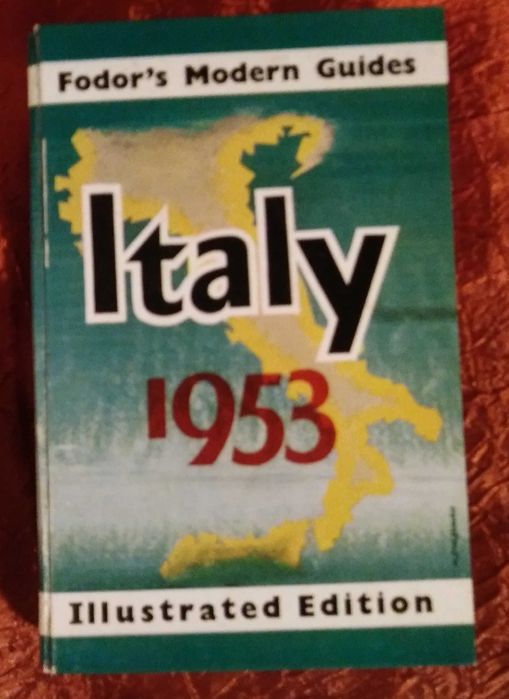 Fodor's Modern Guides
Italy
1953
Illustrated Edition